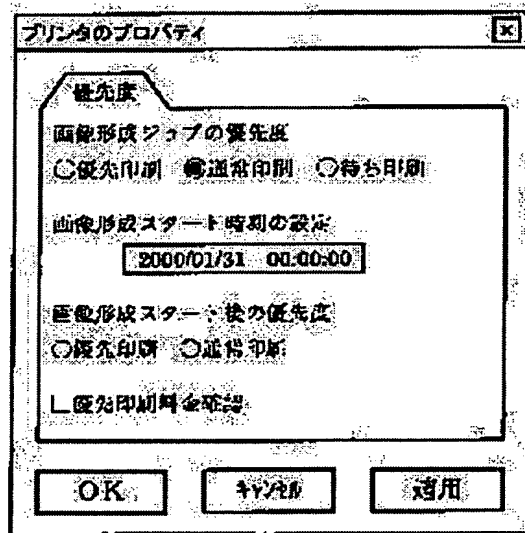 プリンタのプロパティ
優先度
画像形成ジョブの優先度
○優先印刷 ◉通常印刷 ○待ち印刷
画像形成スタート時刻の設定
2000/01/31 00:00:00
画像形成スタート後の優先度
○優先印刷 ○通常印刷
優先印刷料金確認
OK キャンセル 適用